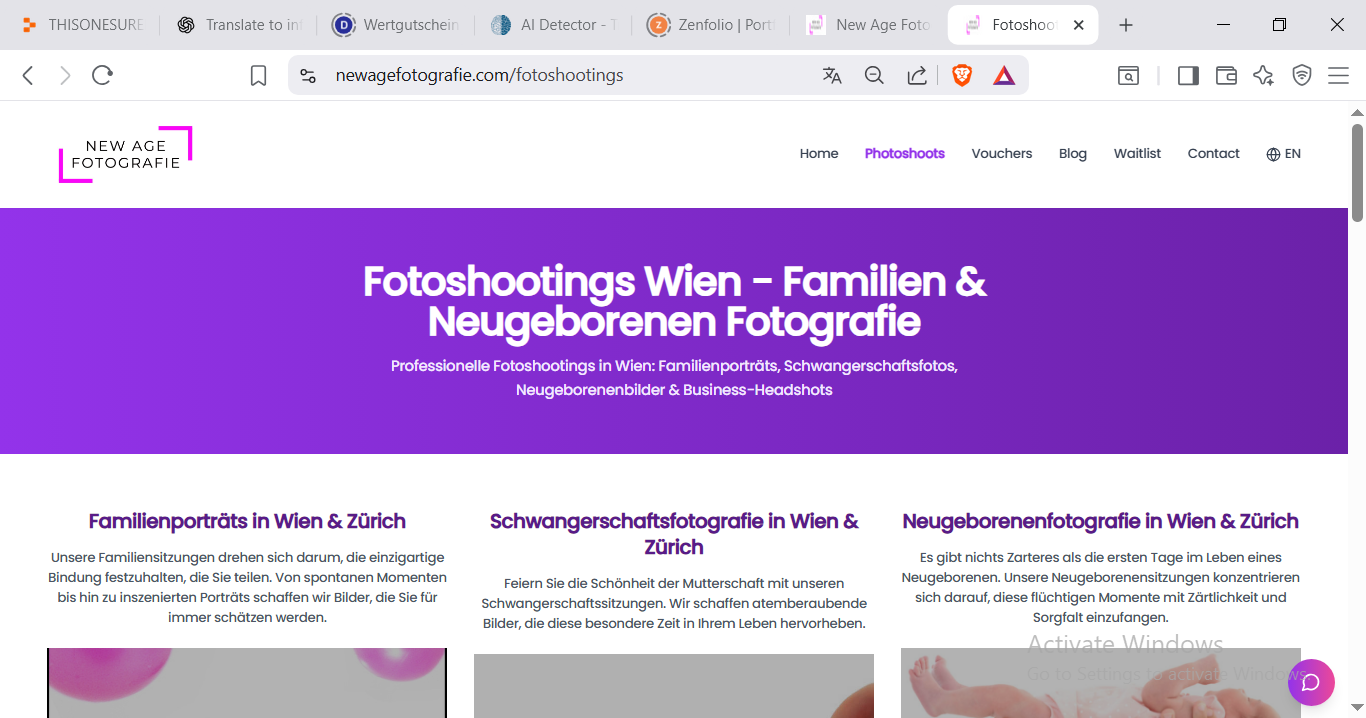 THISONESURE
Translate to in
Wertgutschein
AI Detector - T
Zenfolio | Port
New Age Foto
Fotoshoot
newagefotografie.com/fotoshootings
NEW AGE
FOTOGRAFIE
Home
Photoshoots
Vouchers
Blog
Waitlist
Contact
EN
Fotoshootings Wien - Familien &
Neugeborenen Fotografie
Professionelle Fotoshootings in Wien: Familienporträts, Schwangerschaftsfotos,
Neugeborenenbilder & Business-Headshots
Familienporträts in Wien & Zürich
Unsere Familiensitzungen drehen sich darum, die einzigartige
Bindung festzuhalten, die Sie teilen. Von spontanen Momenten
bis hin zu inszenierten Porträts schaffen wir Bilder, die Sie für
immer schätzen werden.
Schwangerschaftsfotografie in Wien &
Zürich
Feiern Sie die Schönheit der Mutterschaft mit unseren
Schwangerschaftssitzungen. Wir schaffen atemberaubende
Bilder, die diese besondere Zeit in Ihrem Leben hervorheben.
Neugeborenenfotografie in Wien & Zürich
Es gibt nichts Zarteres als die ersten Tage im Leben eines
Neugeborenen. Unsere Neugeborenensitzungen konzentrieren
sich darauf, diese flüchtigen Momente mit Zärtlichkeit und
Sorgfalt einzufangen.
Activate Windows
Go to Settings to activate Windows.